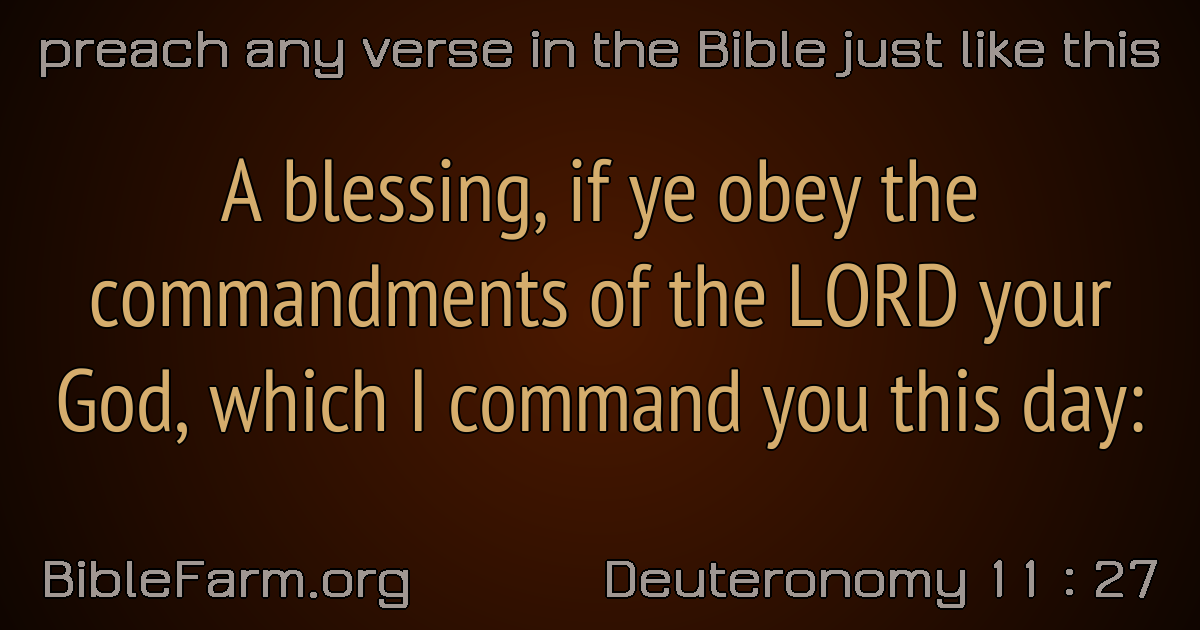 preach any verse in the Bible just like this
A blessing, if ye obey the
commandments of the LORD your
God, which I command you this day:
BibleFarm.org
Deuteronomy 11 : 27